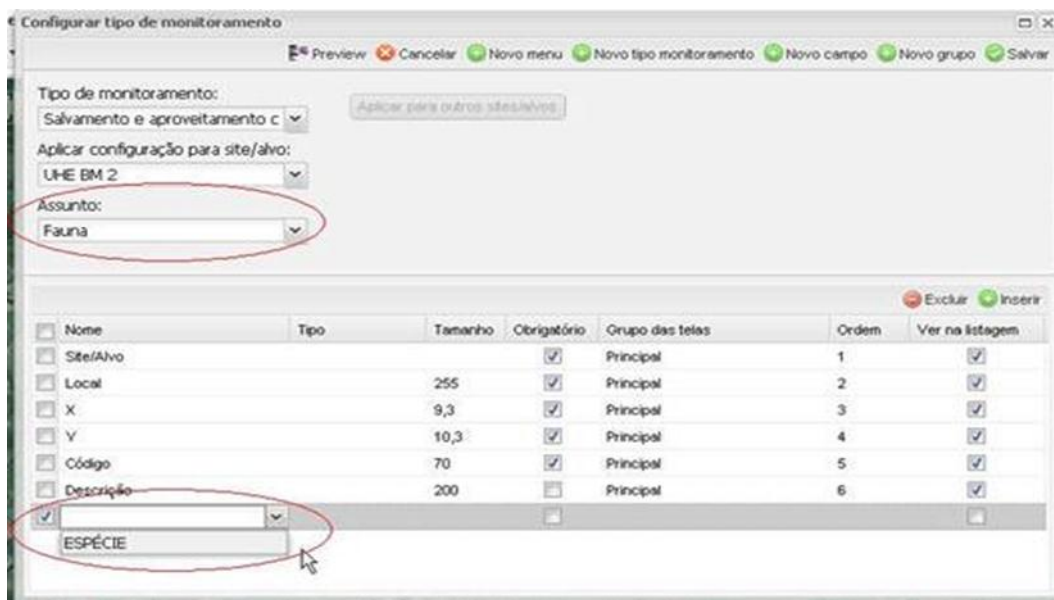 Configurar tipo de monitoramento
Preview Cancelar Novo menu Novo tipo monitoramento Novo campo Novo grupo Salvar
Tipo de monitoramento:
Salvamento e aproveitamento c
Aplicar para outros sites/alvos
Aplicar configuração para site/alvo:
UHE BM 2
Assunto:
Fauna
Excluir Inserir
Nome Tipo Tamanho Obrigatório Grupo das telas Ordem Ver na listagem
Site/Alvo Principal 1
Local 255 Principal 2
X 9,3 Principal 3
Y 10,3 Principal 4
Código 70 Principal 5
Descrição 200 Principal 6
ESPÉCIE